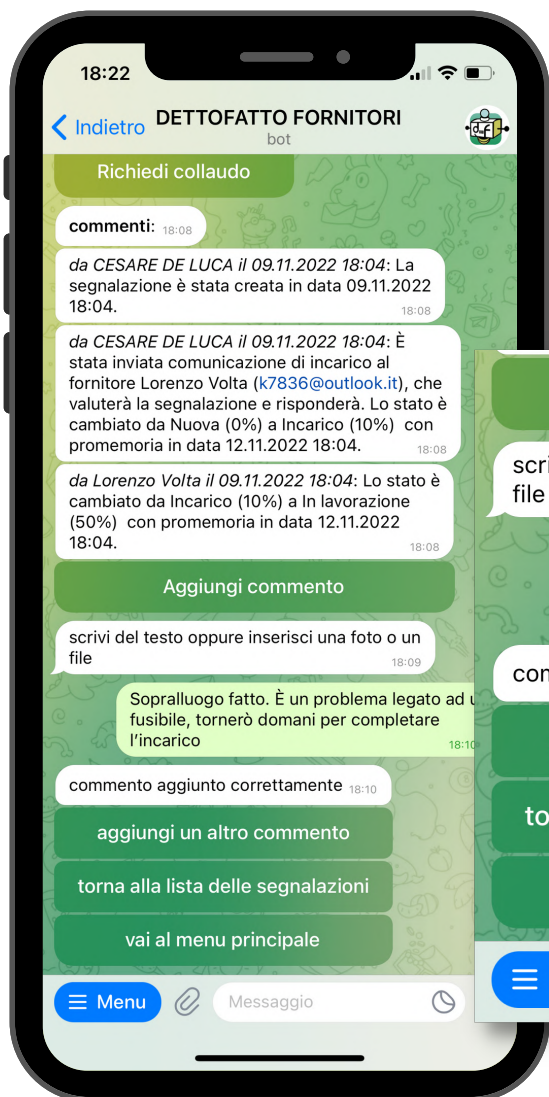 18:22
Indietro
DETTOFATTO FORNITORI
bot
Richiedi collaudo
commenti: 18:08
da CESARE DE LUCA il 09.11.2022 18:04: La
segnalazione è stata creata in data 09.11.2022
18:04. 18:08
da CESARE DE LUCA il 09.11.2022 18:04: È
stata inviata comunicazione di incarico al
fornitore Lorenzo Volta (k7836@outlook.it), che
valuterà la segnalazione e risponderà. Lo stato è
cambiato da Nuova (0%) a Incarico (10%) con
promemoria in data 12.11.2022 18:04. 18:08
da Lorenzo Volta il 09.11.2022 18:04: Lo stato è
cambiato da Incarico (10%) a In lavorazione
(50%) con promemoria in data 12.11.2022
18:04. 18:08
Aggiungi commento
scrivi del testo oppure inserisci una foto o un
file 18:09
Sopralluogo fatto. È un problema legato ad
fusibile, tornerò domani per completare
l'incarico 18:10
commento aggiunto correttamente 18:10
aggiungi un altro commento
torna alla lista delle segnalazioni
vai al menu principale
Menu
Messaggio
file